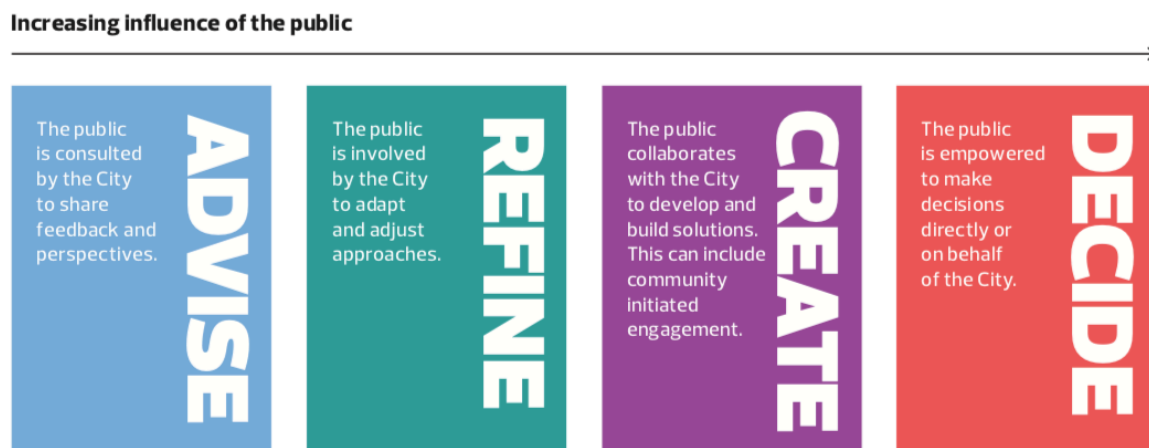 Increasing influence of the public
The public
is consulted
by the City
to share
feedback and
perspectives.
ADVISE
The public
is involved
by the City
to adapt
and adjust
approaches.
REFINE
The public
collaborates
with the City
to develop and
build solutions.
This can include
community
initiated
engagement.
CREATE
The public
is empowered
to make
decisions
directly or
on behalf
of the City.
DECIDE